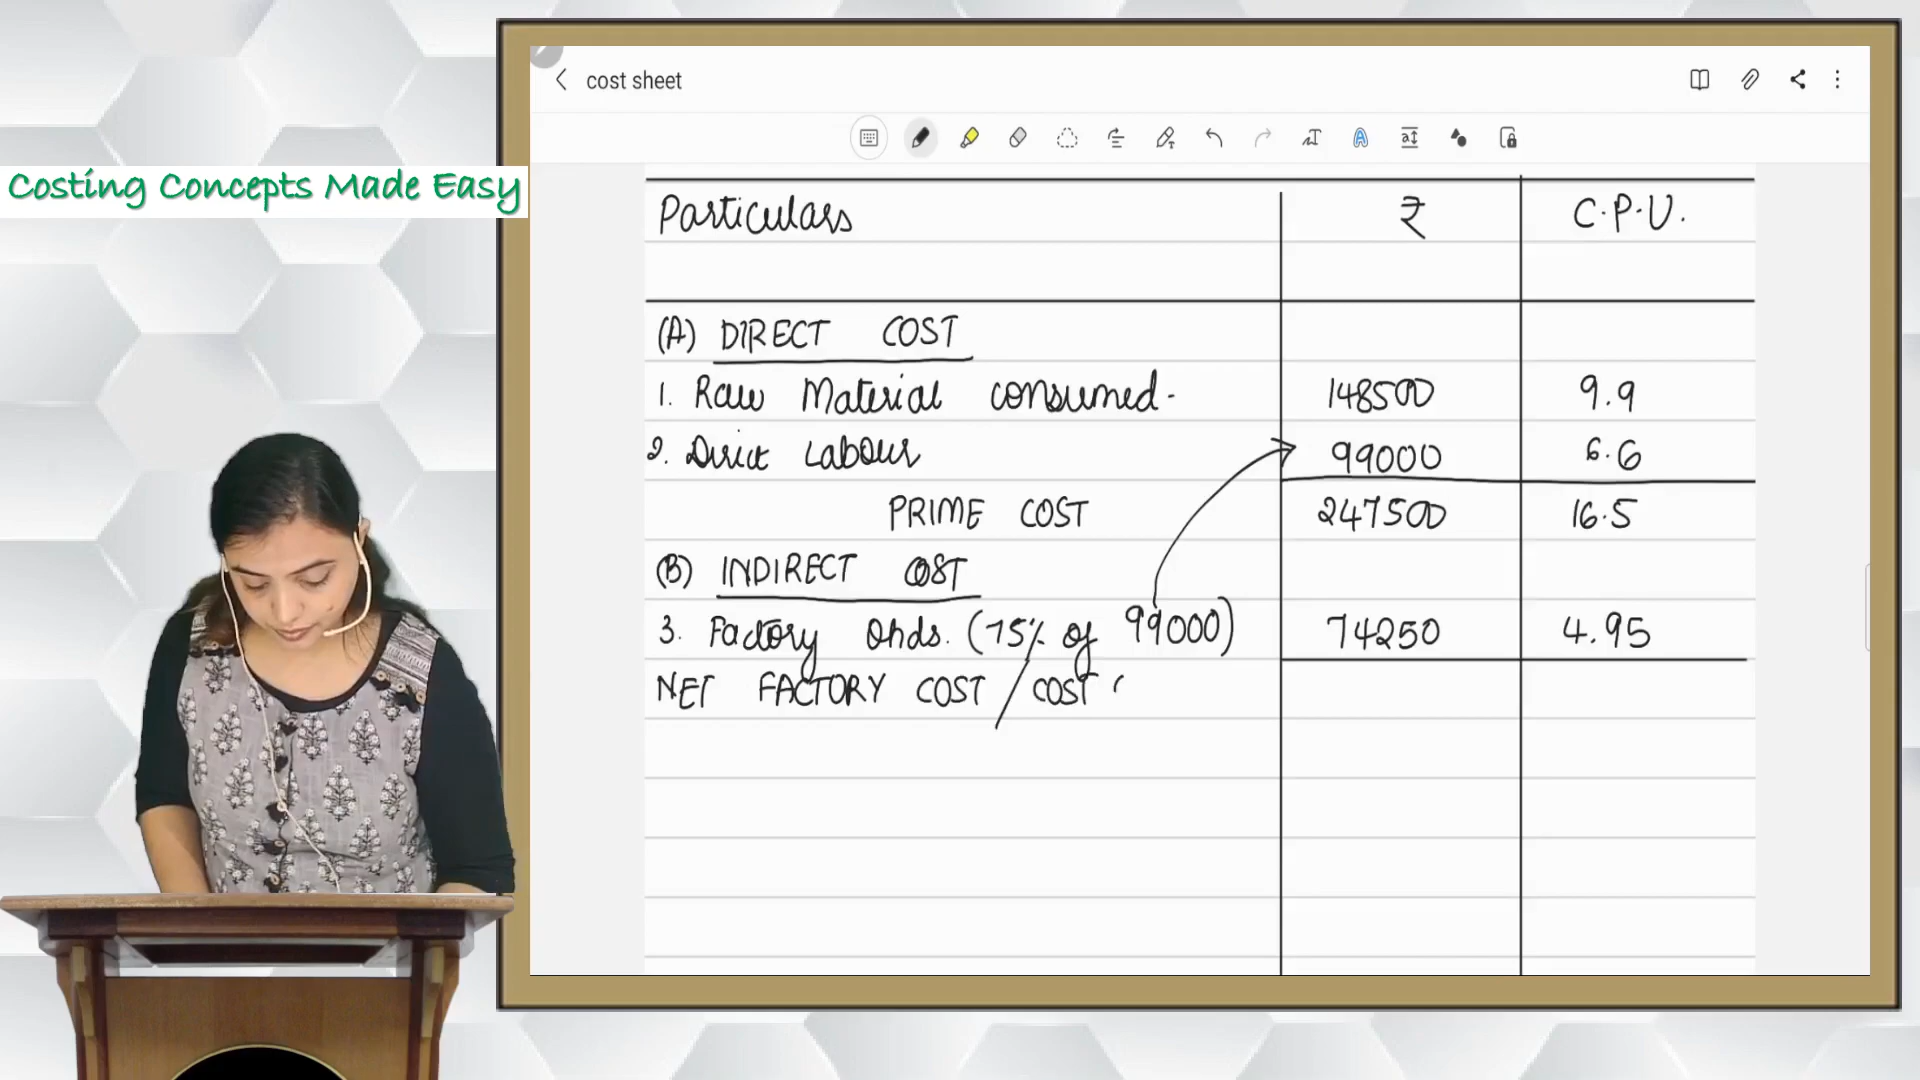 cost sheet
Costing Concepts Made Easy
Particulars ₹ C.P.U.
(A) DIRECT COST
1. Raw Material consumed. 148500 9.9
2. Direct Labour 99000 6.6
PRIME COST 247500 16.5
(B) INDIRECT COST
3. Factory Ohds. (75% of 99000) 74250 4.95
NET FACTORY COST / COST